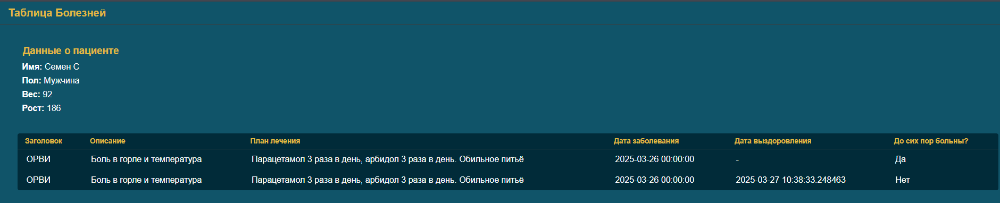 Таблица Болезней
Данные о пациенте
Имя: Семен С
Пол: Мужчина
Вес: 92
Рост: 186
Заголовок Описание План лечения Дата заболевания Дата выздоровления До сих пор больны?
ОРВИ Боль в горле и температура Парацетамол 3 раза в день, арбидол 3 раза в день. Обильное питьё 2025-03-26 00:00:00 - Да
ОРВИ Боль в горле и температура Парацетамол 3 раза в день, арбидол 3 раза в день. Обильное питьё 2025-03-26 00:00:00 2025-03-27 10:38:33.248463 Нет